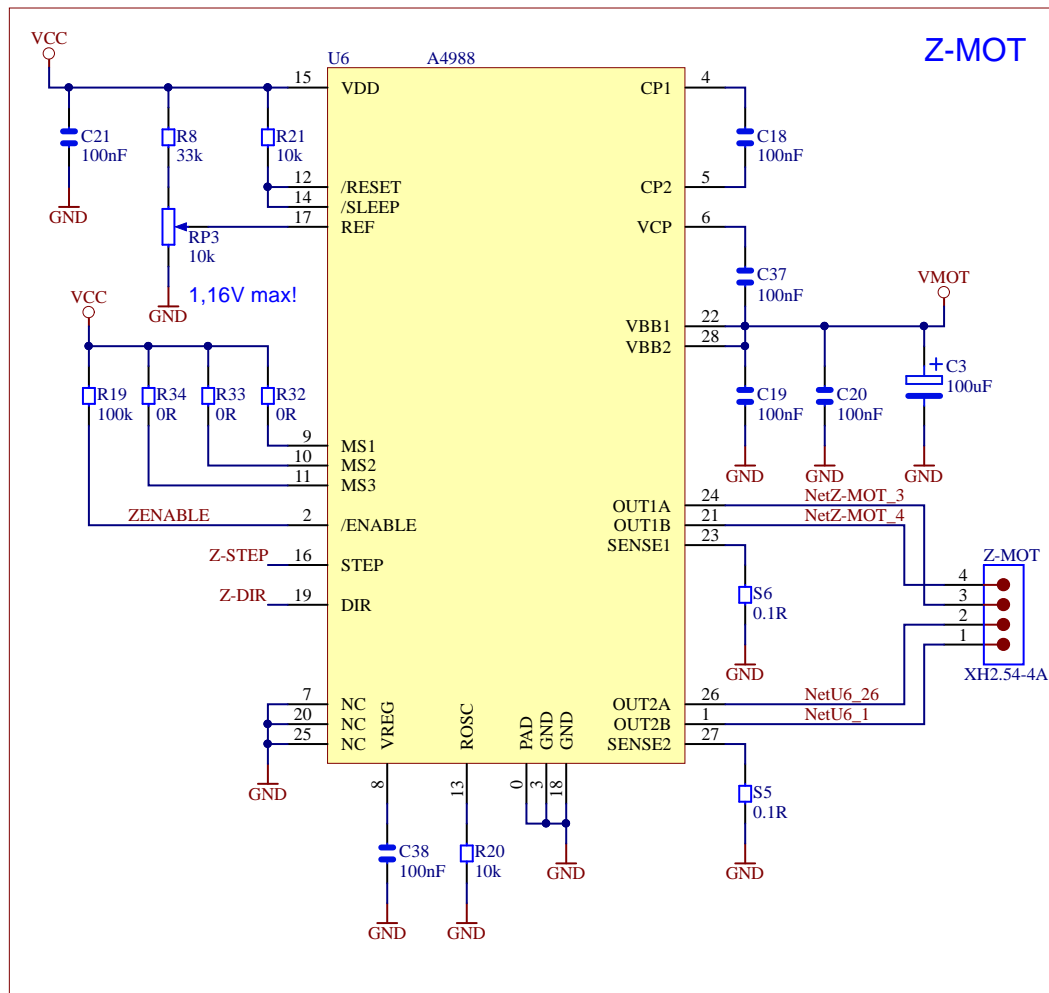 Z-MOT
VCC
U6
A4988
15
VDD
CP1
4
C21
100nF
R8
33k
R21
10k
C18
100nF
12
/RESET
14
/SLEEP
17
REF
CP2
5
VCP
6
GND
RP3
10k
1,16V max!
GND
C37
100nF
VMOT
VCC
VBB1
22
VBB2
28
R19
100k
R34
0R
R33
0R
R32
0R
C19
100nF
C20
100nF
C3
100uF
+
9
MS1
10
MS2
11
MS3
GND
GND
GND
ZENABLE
2
/ENABLE
OUT1A
24
NetZ-MOT_3
OUT1B
21
NetZ-MOT_4
SENSE1
23
Z-STEP
16
STEP
Z-DIR
19
DIR
S6
0.1R
GND
Z-MOT
4
3
2
1
XH2.54-4A
7
NC
20
NC
25
NC
GND
VREG
ROSC
PAD
GND
GND
OUT2A
26
NetU6_26
OUT2B
1
NetU6_1
SENSE2
27
8
13
0
3
18
S5
0.1R
GND
C38
100nF
R20
10k
GND
GND
GND